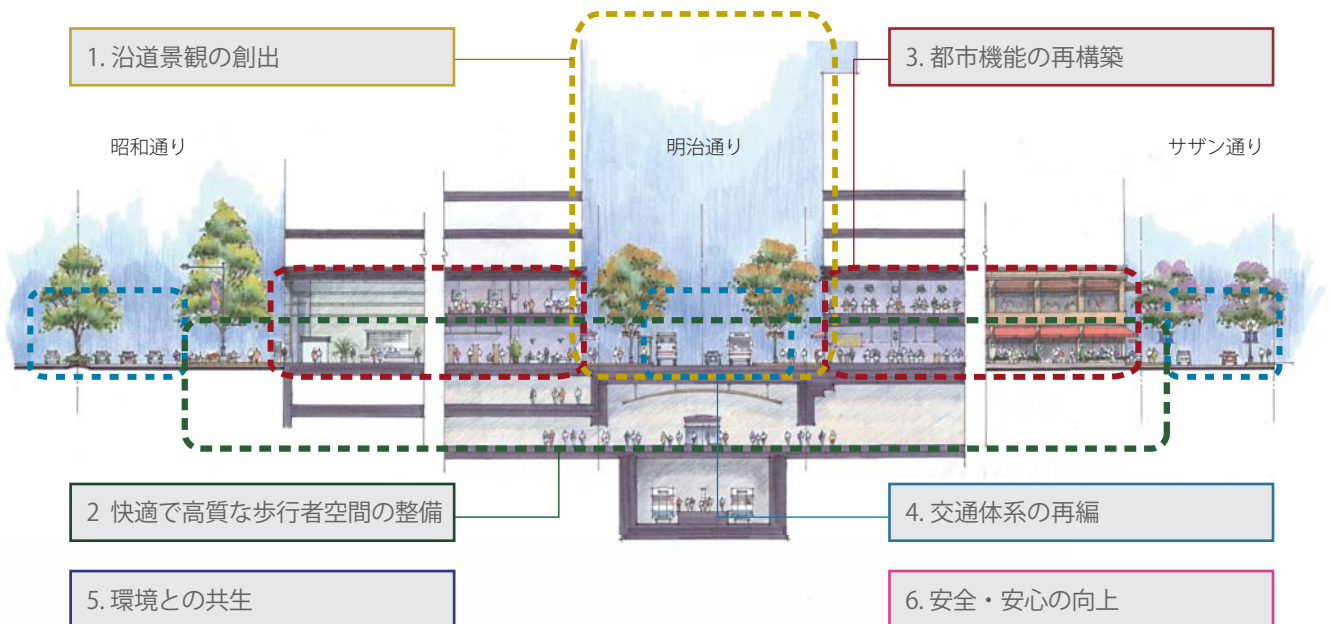 1. 沿道景観の創出
3. 都市機能の再構築
昭和通り
明治通り
サザン通り
2 快適で高質な歩行者空間の整備
4. 交通体系の再編
5. 環境との共生
6. 安全・安心の向上